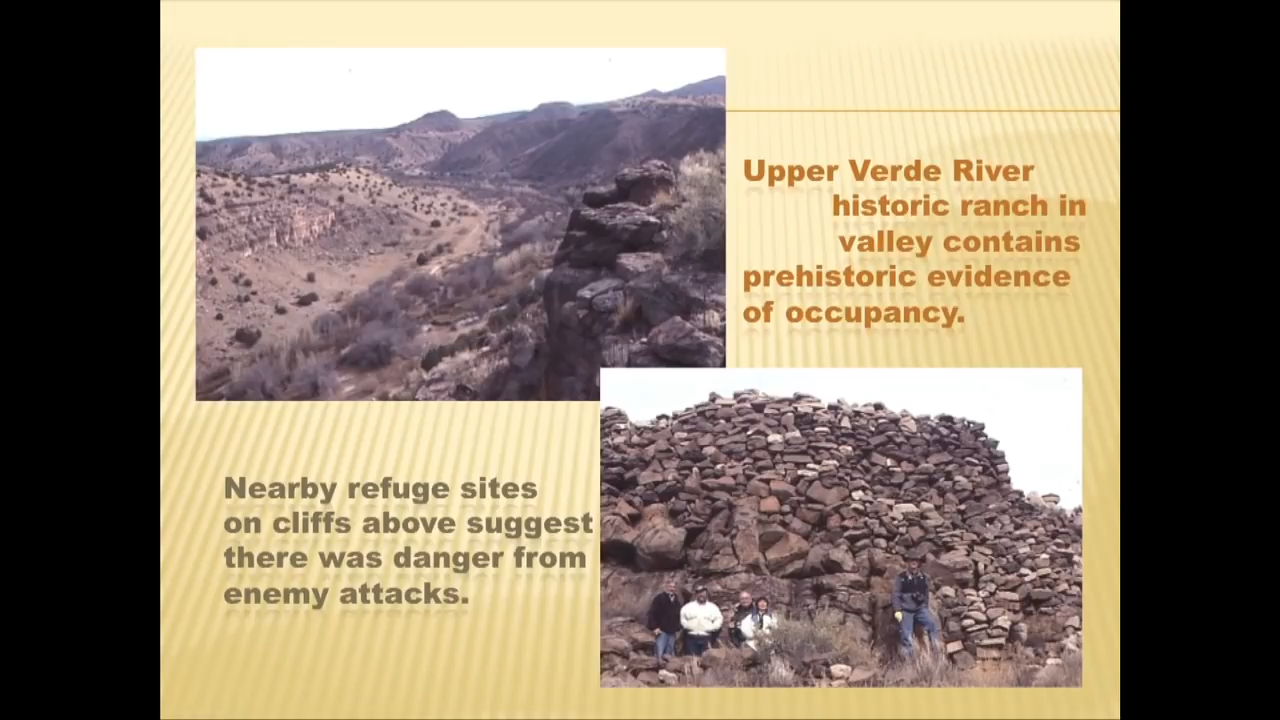 Upper Verde River
historic ranch in
valley contains
prehistoric evidence
of occupancy.
Nearby refuge sites
on cliffs above suggest
there was danger from
enemy attacks.